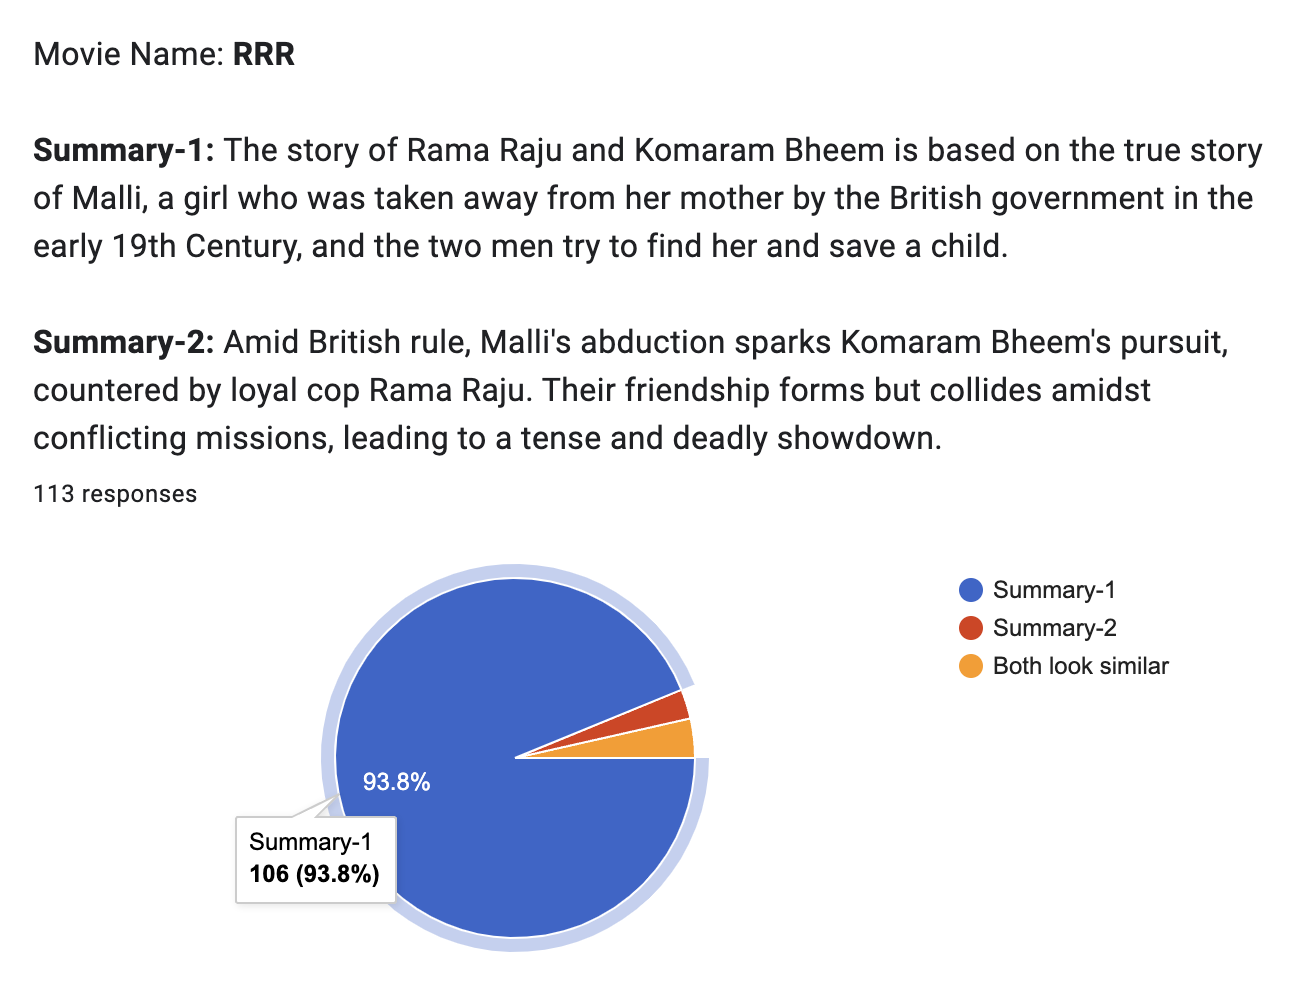 Movie Name: RRR
Summary-1: The story of Rama Raju and Komaram Bheem is based on the true story
of Malli, a girl who was taken away from her mother by the British government in the
early 19th Century, and the two men try to find her and save a child.
Summary-2: Amid British rule, Malli's abduction sparks Komaram Bheem's pursuit,
countered by loyal cop Rama Raju. Their friendship forms but collides amidst
conflicting missions, leading to a tense and deadly showdown.
113 responses
Summary-1
Summary-2
Both look similar
93.8%
Summary-1
106 (93.8%)